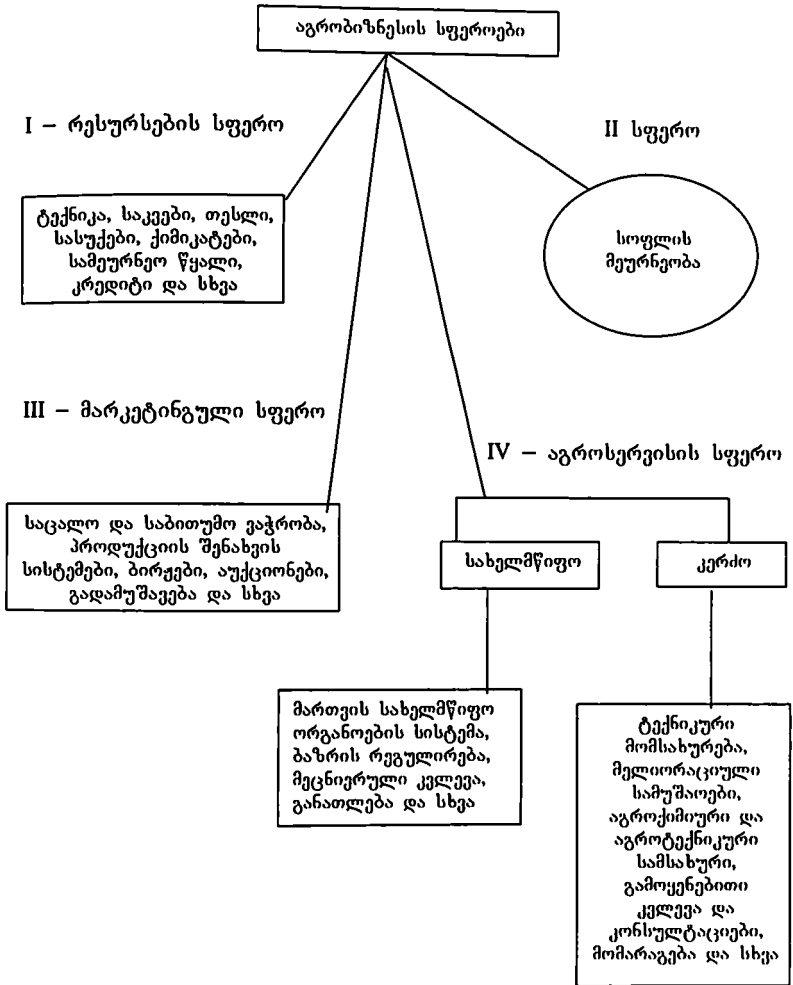 აგრობიზნესის სფეროები
I – რესურსების სფერო
II სფერო
ტექნიკა, საკვები, თესლი,
სასუქები, ქიმიკატები,
სამეურნეო წყალი,
კრედიტი და სხვა
სოფლის
მეურნეობა
III – მარკეტინგული სფერო
IV – აგროსერვისის სფერო
საცალო და საბითუმო ვაჭრობა,
პროდუქციის შენახვის
სისტემები, ბირჟები, აუქციონები,
გადამუშავება და სხვა
სახელმწიფო
კერძო
მართვის სახელმწიფო
ორგანოების სისტემა,
ბაზრის რეგულირება,
მეცნიერული კვლევა,
განათლება და სხვა
ტექნიკური
მომსახურება,
მელიორაციული
სამუშაოები,
აგროქიმიური და
აგროტექნიკური
სამსახური,
გამოყენებითი
კვლევა და
კონსულტაციები,
მომარაგება და სხვა